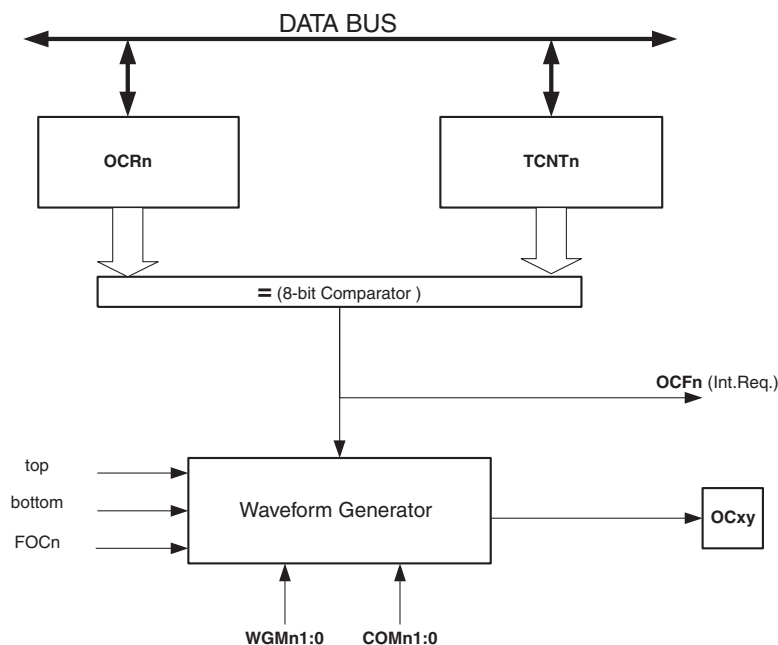 DATA BUS
OCRn
TCNTn
= (8-bit Comparator )
OCFn (Int.Req.)
top
bottom
FOCn
Waveform Generator
OCxy
WGMn1:0
COMn1:0